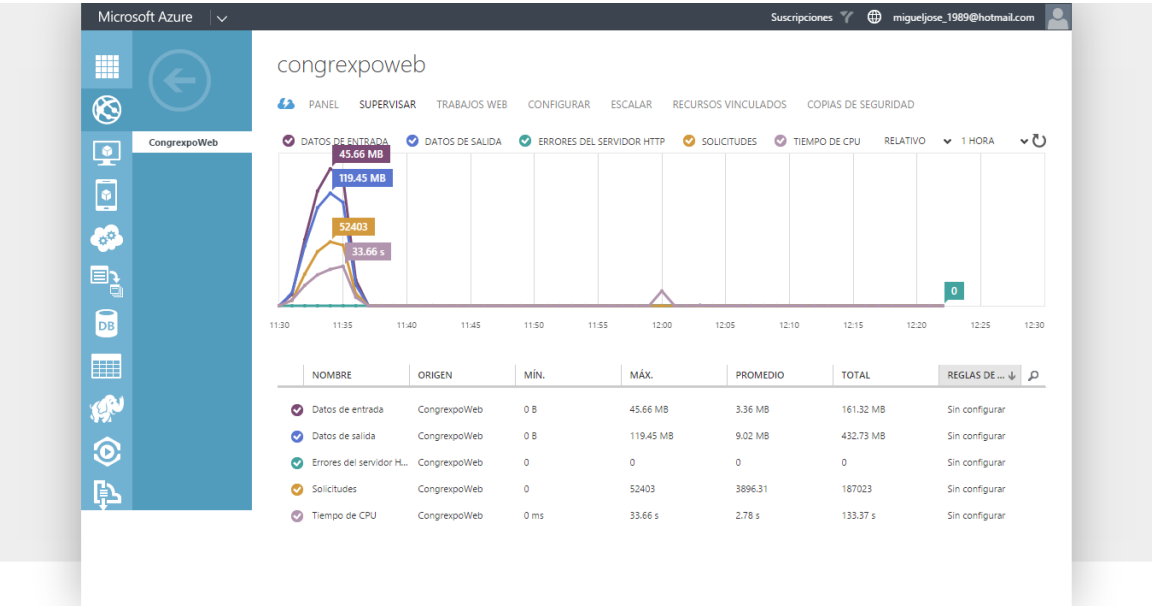 Microsoft Azure Suscripciones migueljose_1989@hotmail.com
congrexpoweb
PANEL SUPERVISAR TRABAJOS WEB CONFIGURAR ESCALAR RECURSOS VINCULADOS COPIAS DE SEGURIDAD
CongrexpoWeb
DATOS DE ENTRADA DATOS DE SALIDA ERRORES DEL SERVIDOR HTTP SOLICITUDES TIEMPO DE CPU RELATIVO 1 HORA
45.66 MB
119.45 MB
52403
33.66 s
0
11:30 11:35 11:40 11:45 11:50 11:55 12:00 12:05 12:10 12:15 12:20 12:25 12:30
DB
NOMBRE ORIGEN MÍN. MÁX. PROMEDIO TOTAL REGLAS DE ...
Datos de entrada CongrexpoWeb 0 B 45.66 MB 3.36 MB 161.32 MB Sin configurar
Datos de salida CongrexpoWeb 0 B 119.45 MB 9.02 MB 432.73 MB Sin configurar
Errores del servidor H... CongrexpoWeb 0 0 0 0 Sin configurar
Solicitudes CongrexpoWeb 0 52403 3896.31 187023 Sin configurar
Tiempo de CPU CongrexpoWeb 0 ms 33.66 s 2.78 s 133.37 s Sin configurar